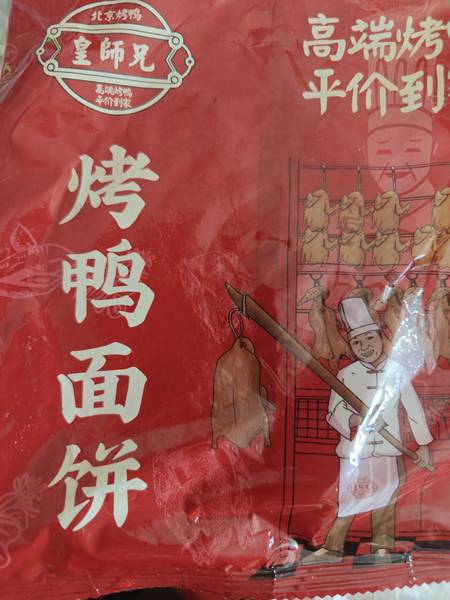 北京烤鸭
皇師兄
高端烤鸭
平价到家
高端烤
平价到
烤鸭面饼